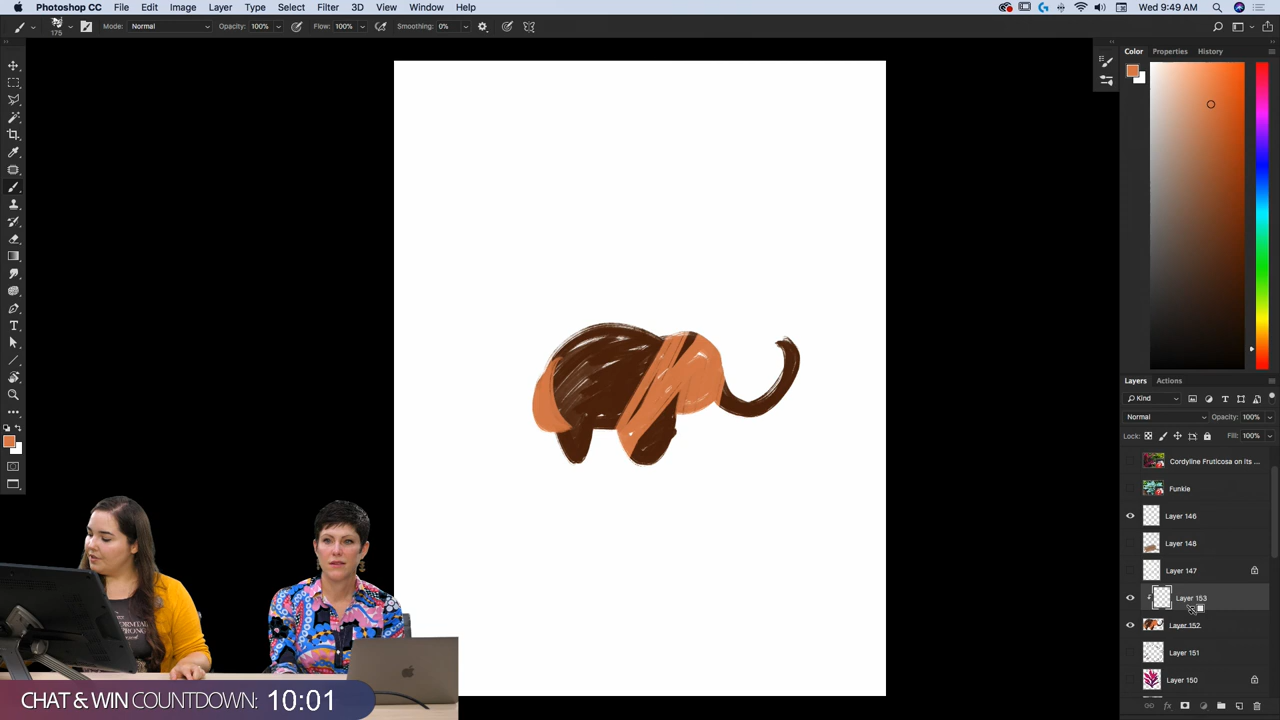 Photoshop CC File Edit Image Layer Type Select Filter 3D View Window Help Wed 9:49 AM
175 Mode: Normal Opacity: 100% Flow: 100% Smoothing: 0%
Color Properties History
Layers Actions
Kind
Normal Opacity: 100%
Lock: Fill: 100%
Cordyline Fruticosa on its ...
Funkie
Layer 146
Layer 148
Layer 147
Layer 153
Layer 152
Layer 151
Layer 150
CHAT & WIN COUNTDOWN: 10:01